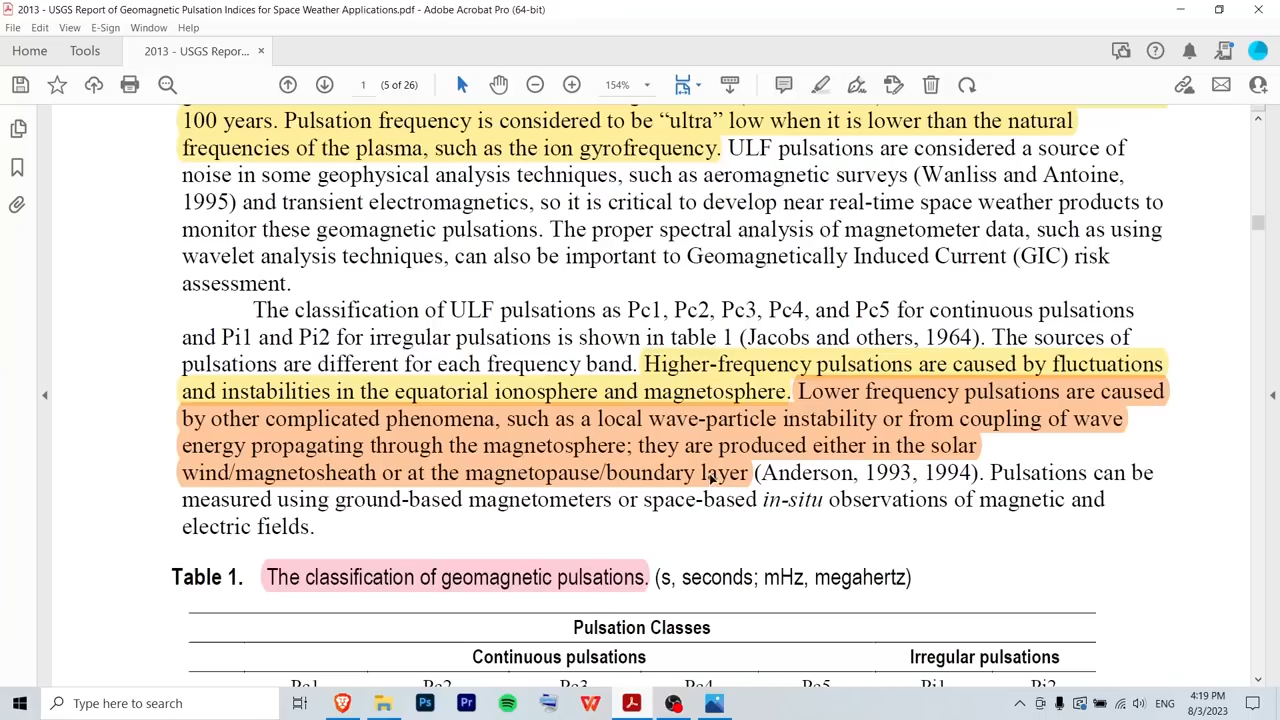 2013 - USGS Report of Geomagnetic Pulsation Indices for Space Weather Applications.pdf - Adobe Acrobat Pro (64-bit)
File Edit View E-Sign Window Help
Home Tools 2013 - USGS Repor... ×
1 (5 of 26) 154%
100 years. Pulsation frequency is considered to be “ultra” low when it is lower than the natural
frequencies of the plasma, such as the ion gyrofrequency. ULF pulsations are considered a source of
noise in some geophysical analysis techniques, such as aeromagnetic surveys (Wanliss and Antoine,
1995) and transient electromagnetics, so it is critical to develop near real-time space weather products to
monitor these geomagnetic pulsations. The proper spectral analysis of magnetometer data, such as using
wavelet analysis techniques, can also be important to Geomagnetically Induced Current (GIC) risk
assessment.
The classification of ULF pulsations as Pc1, Pc2, Pc3, Pc4, and Pc5 for continuous pulsations
and Pi1 and Pi2 for irregular pulsations is shown in table 1 (Jacobs and others, 1964). The sources of
pulsations are different for each frequency band. Higher-frequency pulsations are caused by fluctuations
and instabilities in the equatorial ionosphere and magnetosphere. Lower frequency pulsations are caused
by other complicated phenomena, such as a local wave-particle instability or from coupling of wave
energy propagating through the magnetosphere; they are produced either in the solar
wind/magnetosheath or at the magnetopause/boundary layer (Anderson, 1993, 1994). Pulsations can be
measured using ground-based magnetometers or space-based in-situ observations of magnetic and
electric fields.
Table 1. The classification of geomagnetic pulsations. (s, seconds; mHz, megahertz)
Pulsation Classes
Continuous pulsations Irregular pulsations
Pc1 Pc2 Pc3 Pc4 Pc5 Pi1 Pi2
Type here to search
Ps Pr W ENG 4:19 PM
8/3/2023